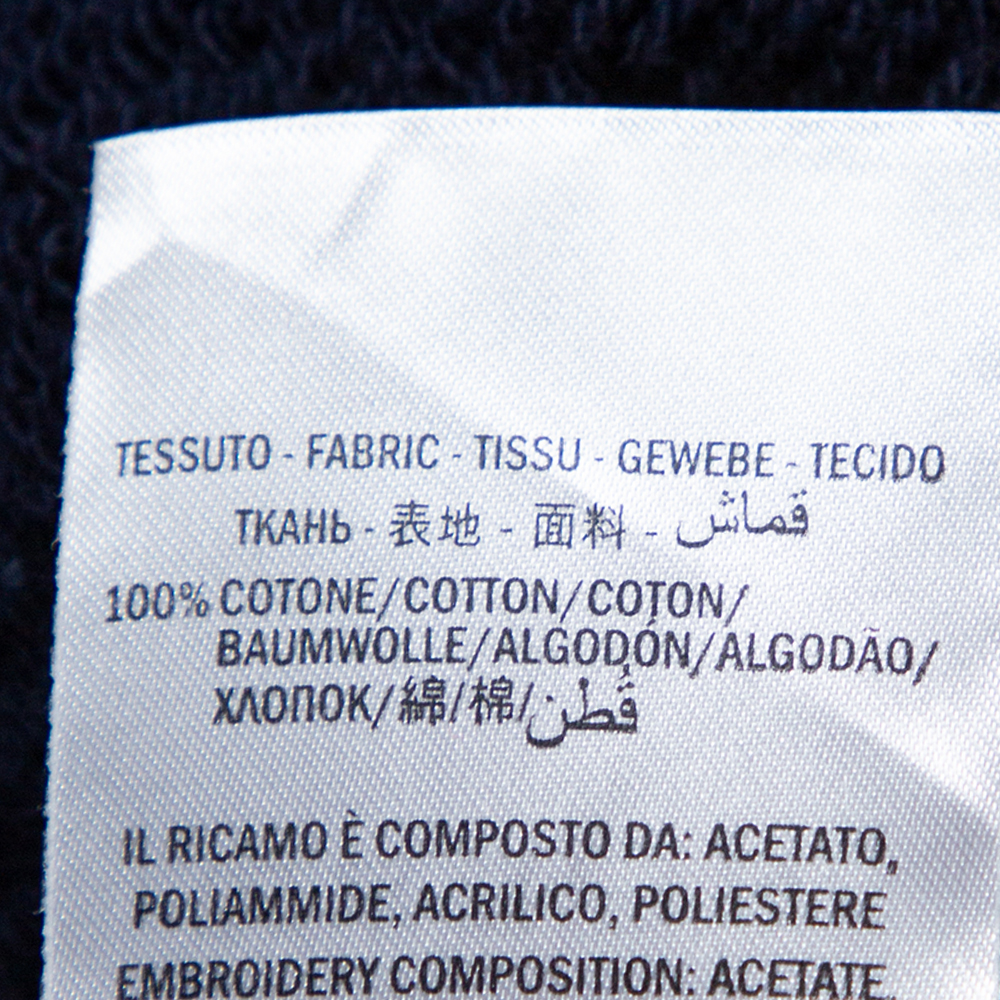 TESSUTO - FABRIC - TISSU - GEWEBE - TECIDO
ТКАНЬ - 表地 - 面料 - قماش
100% COTONE/COTTON/COTON/
BAUMWOLLE/ALGODÓN/ALGODÃO/
ХЛОПОК/綿/棉/قطن
IL RICAMO È COMPOSTO DA: ACETATO,
POLIAMMIDE, ACRILICO, POLIESTERE
EMBROIDERY COMPOSITION: ACETATE,